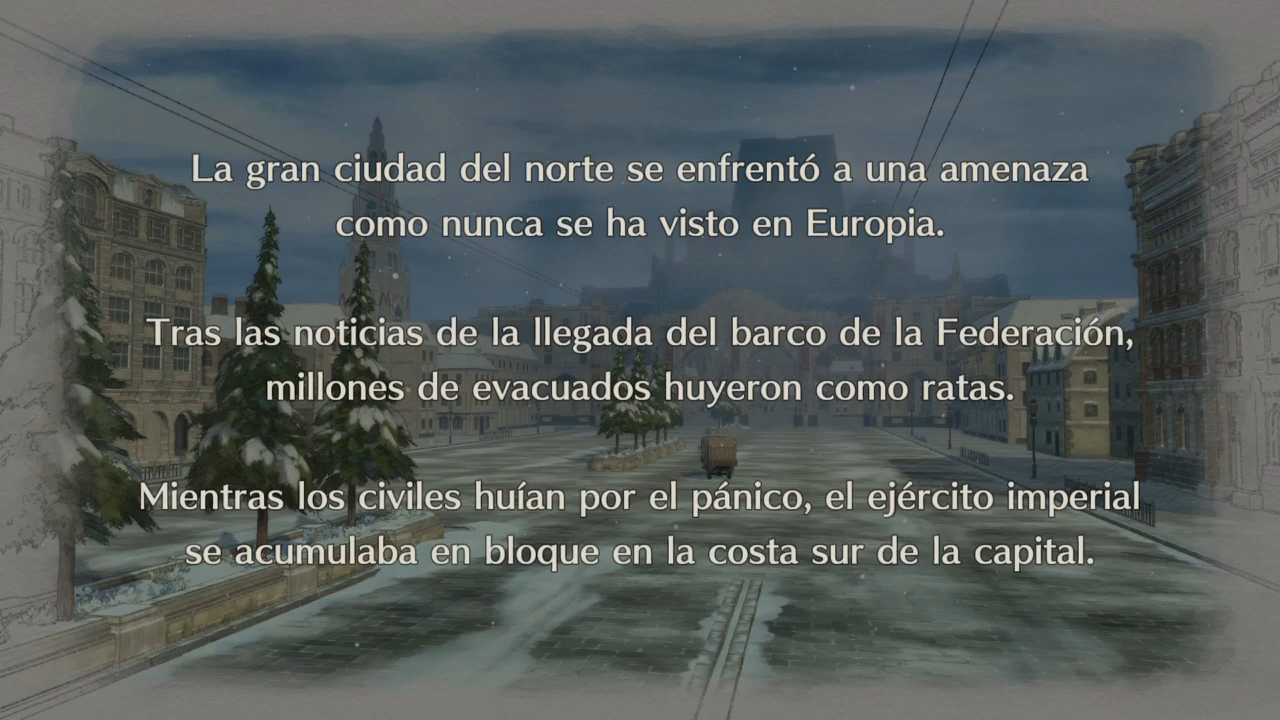 La gran ciudad del norte se enfrentó a una amenaza
como nunca se ha visto en Europia.
Tras las noticias de la llegada del barco de la Federación,
millones de evacuados huyeron como ratas.
Mientras los civiles huían por el pánico, el ejército imperial
se acumulaba en bloque en la costa sur de la capital.